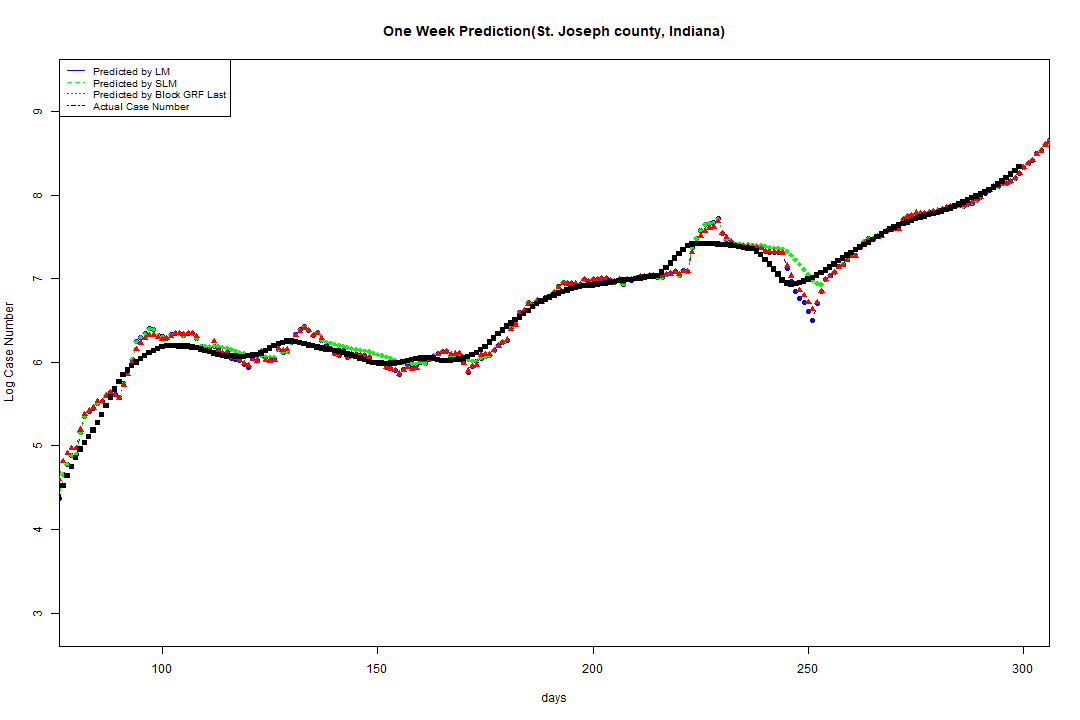 One Week Prediction(St. Joseph county, Indiana)
Predicted by LM
Predicted by SLM
Predicted by Block GRF Last
Actual Case Number
9
8
7
6
5
4
3
Log Case Number
100
150
200
250
300
days